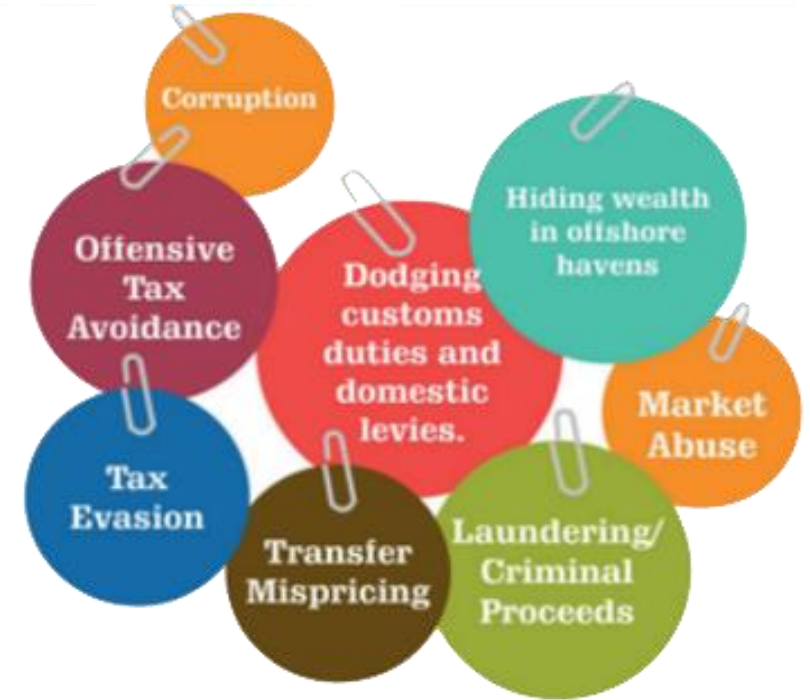 Corruption
Offensive
Tax
Avoidance
Dodging
customs
duties and
domestic
levies.
Hiding wealth
in offshore
havens
Market
Abuse
Tax
Evasion
Transfer
Mispricing
Laundering/
Criminal
Proceeds